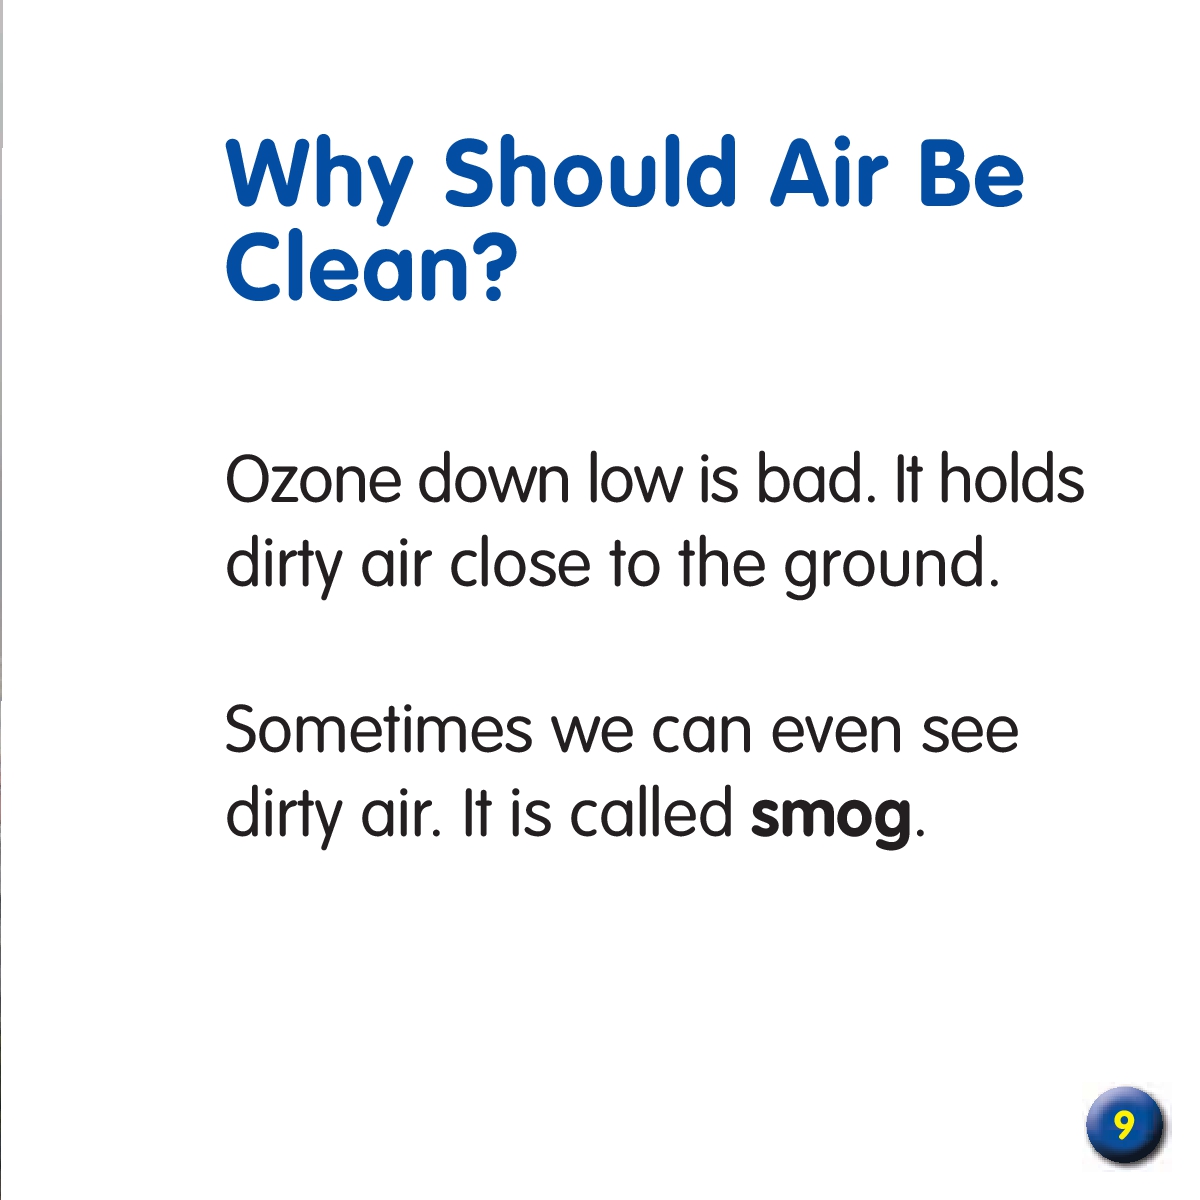 Why Should Air Be
Clean?
Ozone down low is bad. It holds
dirty air close to the ground.
Sometimes we can even see
dirty air. It is called smog.
9